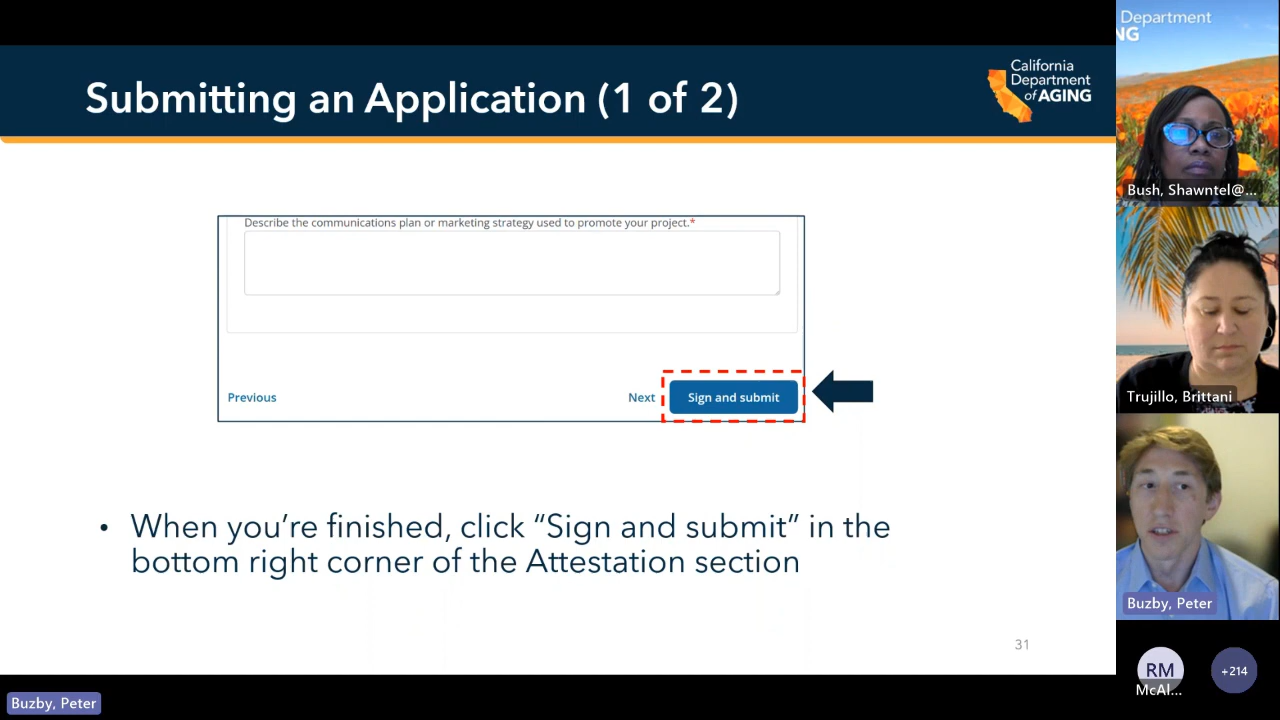 Submitting an Application (1 of 2)
California
Department
of AGING
Describe the communications plan or marketing strategy used to promote your project.*
Previous
Next
Sign and submit
• When you’re finished, click “Sign and submit” in the
bottom right corner of the Attestation section
31
Buzby, Peter
Department
NG
Bush, Shawntel@...
Trujillo, Brittani
Buzby, Peter
RM
McAl...
+214